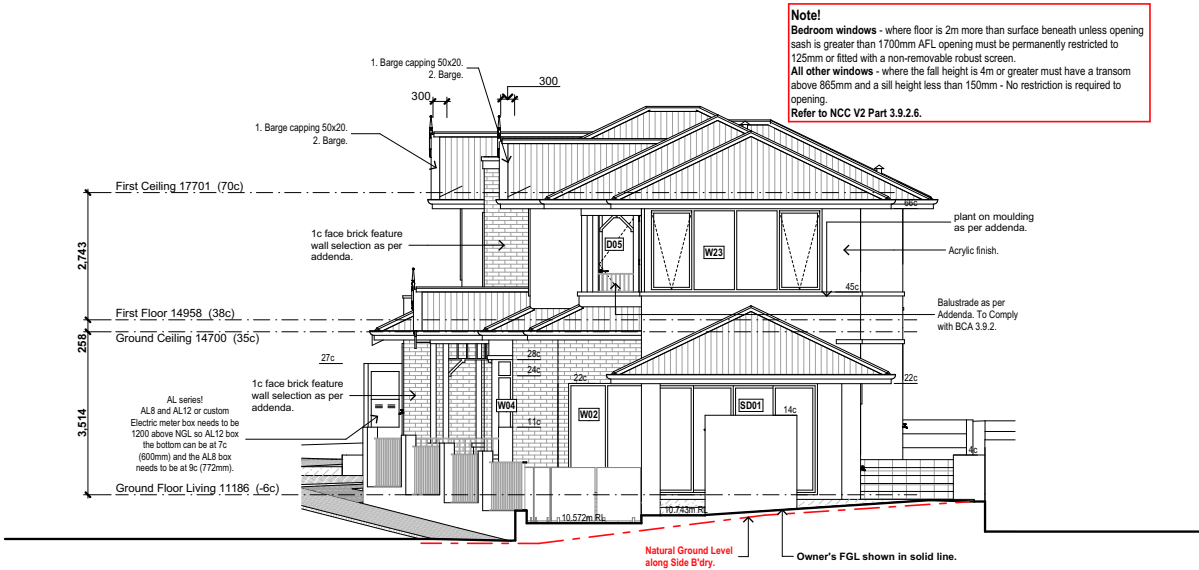 Note!
Bedroom windows - where floor is 2m more than surface beneath unless opening
sash is greater than 1700mm AFL opening must be permanently restricted to
125mm or fitted with a non-removable robust screen.
All other windows - where the fall height is 4m or greater must have a transom
above 865mm and a sill height less than 150mm - No restriction is required to
opening.
Refer to NCC V2 Part 3.9.2.6.
1. Barge capping 50x20.
2. Barge.
300
300
1. Barge capping 50x20.
2. Barge.
First Ceiling 17701 (70c)
66c
plant on moulding
as per addenda.
1c face brick feature
wall selection as per
addenda.
D05
W23
Acrylic finish.
2,743
45c
Balustrade as per
Addenda. To Comply
with BCA 3.9.2.
First Floor 14958 (38c)
258
Ground Ceiling 14700 (35c)
27c
28c
24c
22c
22c
1c face brick feature
wall selection as per
addenda.
AL series!
AL8 and AL12 or custom
Electric meter box needs to be
1200 above NGL so AL12 box
the bottom can be at 7c
(600mm) and the AL8 box
needs to be at 9c (772mm).
W04
W02
SD01
14c
11c
3,514
4c
Ground Floor Living 11186 (-6c)
10.572m RL
10.743m RL
Natural Ground Level
along Side B'dry.
Owner's FGL shown in solid line.